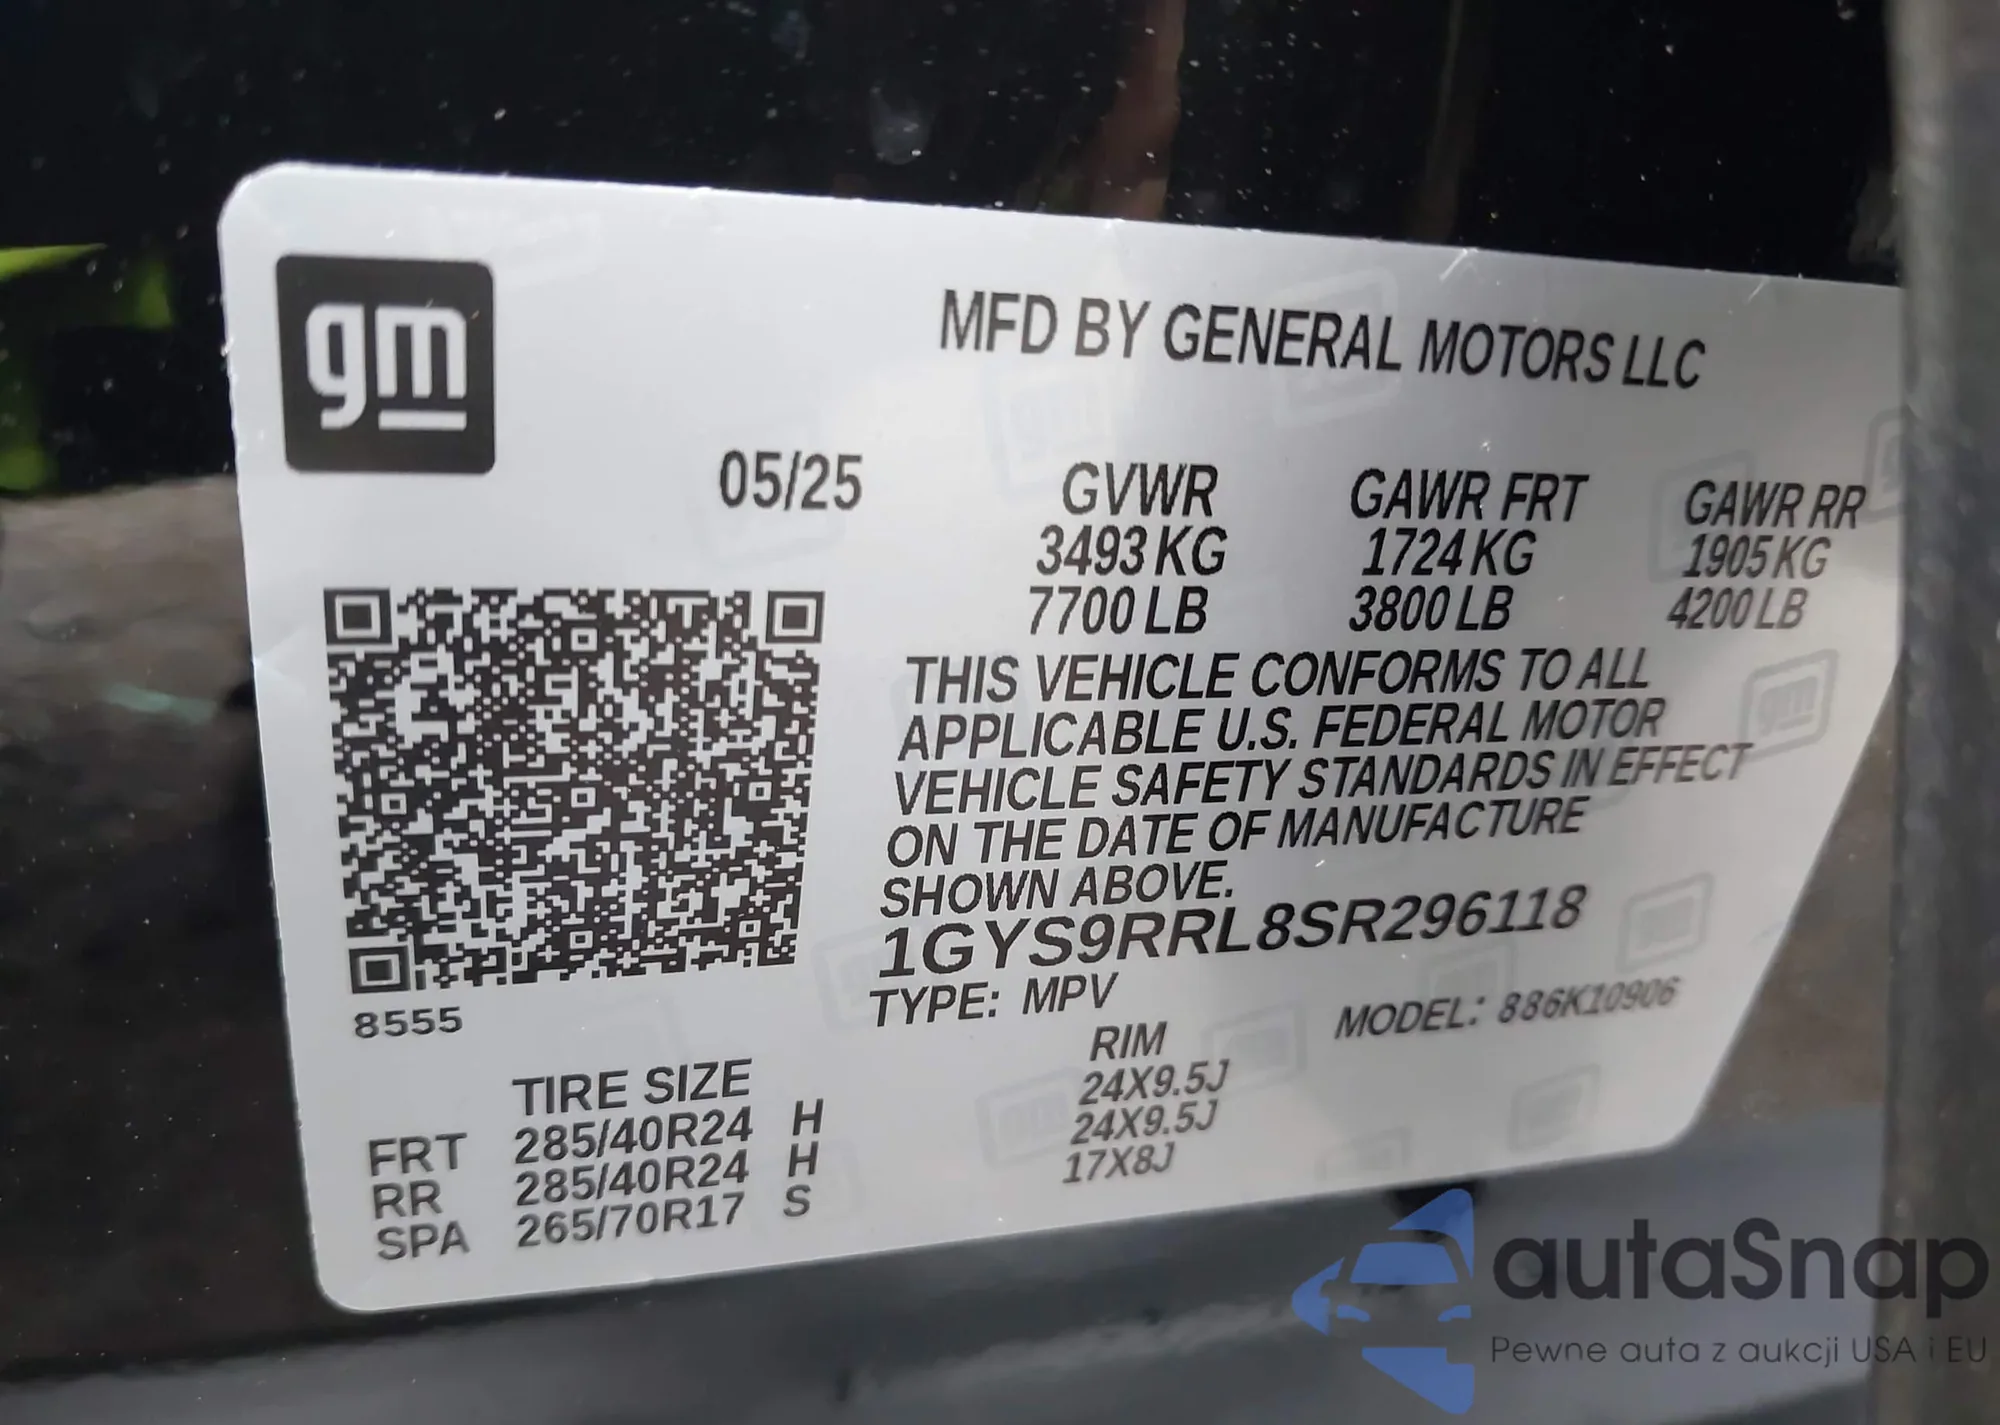 gm
MFD BY GENERAL MOTORS LLC
05/25 GVWR GAWR FRT GAWR RR
3493 KG 1724 KG 1905 KG
7700 LB 3800 LB 4200 LB
THIS VEHICLE CONFORMS TO ALL
APPLICABLE U.S. FEDERAL MOTOR
VEHICLE SAFETY STANDARDS IN EFFECT
ON THE DATE OF MANUFACTURE
SHOWN ABOVE.
1GYS9RRL8SR296118
TYPE: MPV MODEL: 886K10906
8555
TIRE SIZE RIM
FRT 285/40R24 H 24X9.5J
RR 285/40R24 H 24X9.5J
SPA 265/70R17 S 17X8J
autaSnap
Pewne auta z aukcji USA i EU